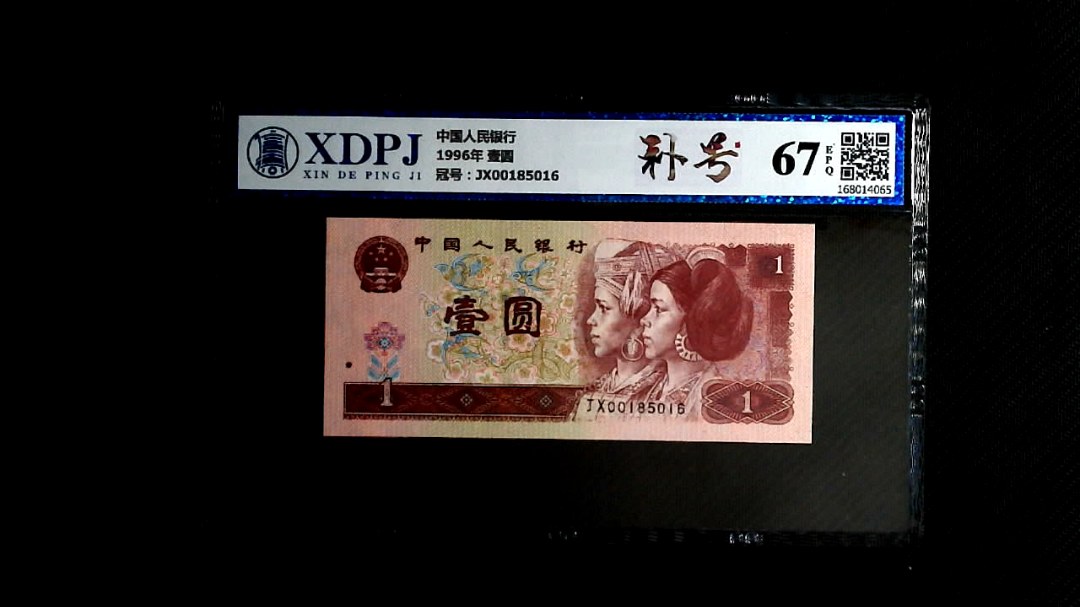 XDPJ
XIN DE PING JI
中国人民银行
1996年 壹圆
冠号：JX00185016
补号
67
EPQ
168014065
中国人民银行
壹圆
1
1
JX00185016
1